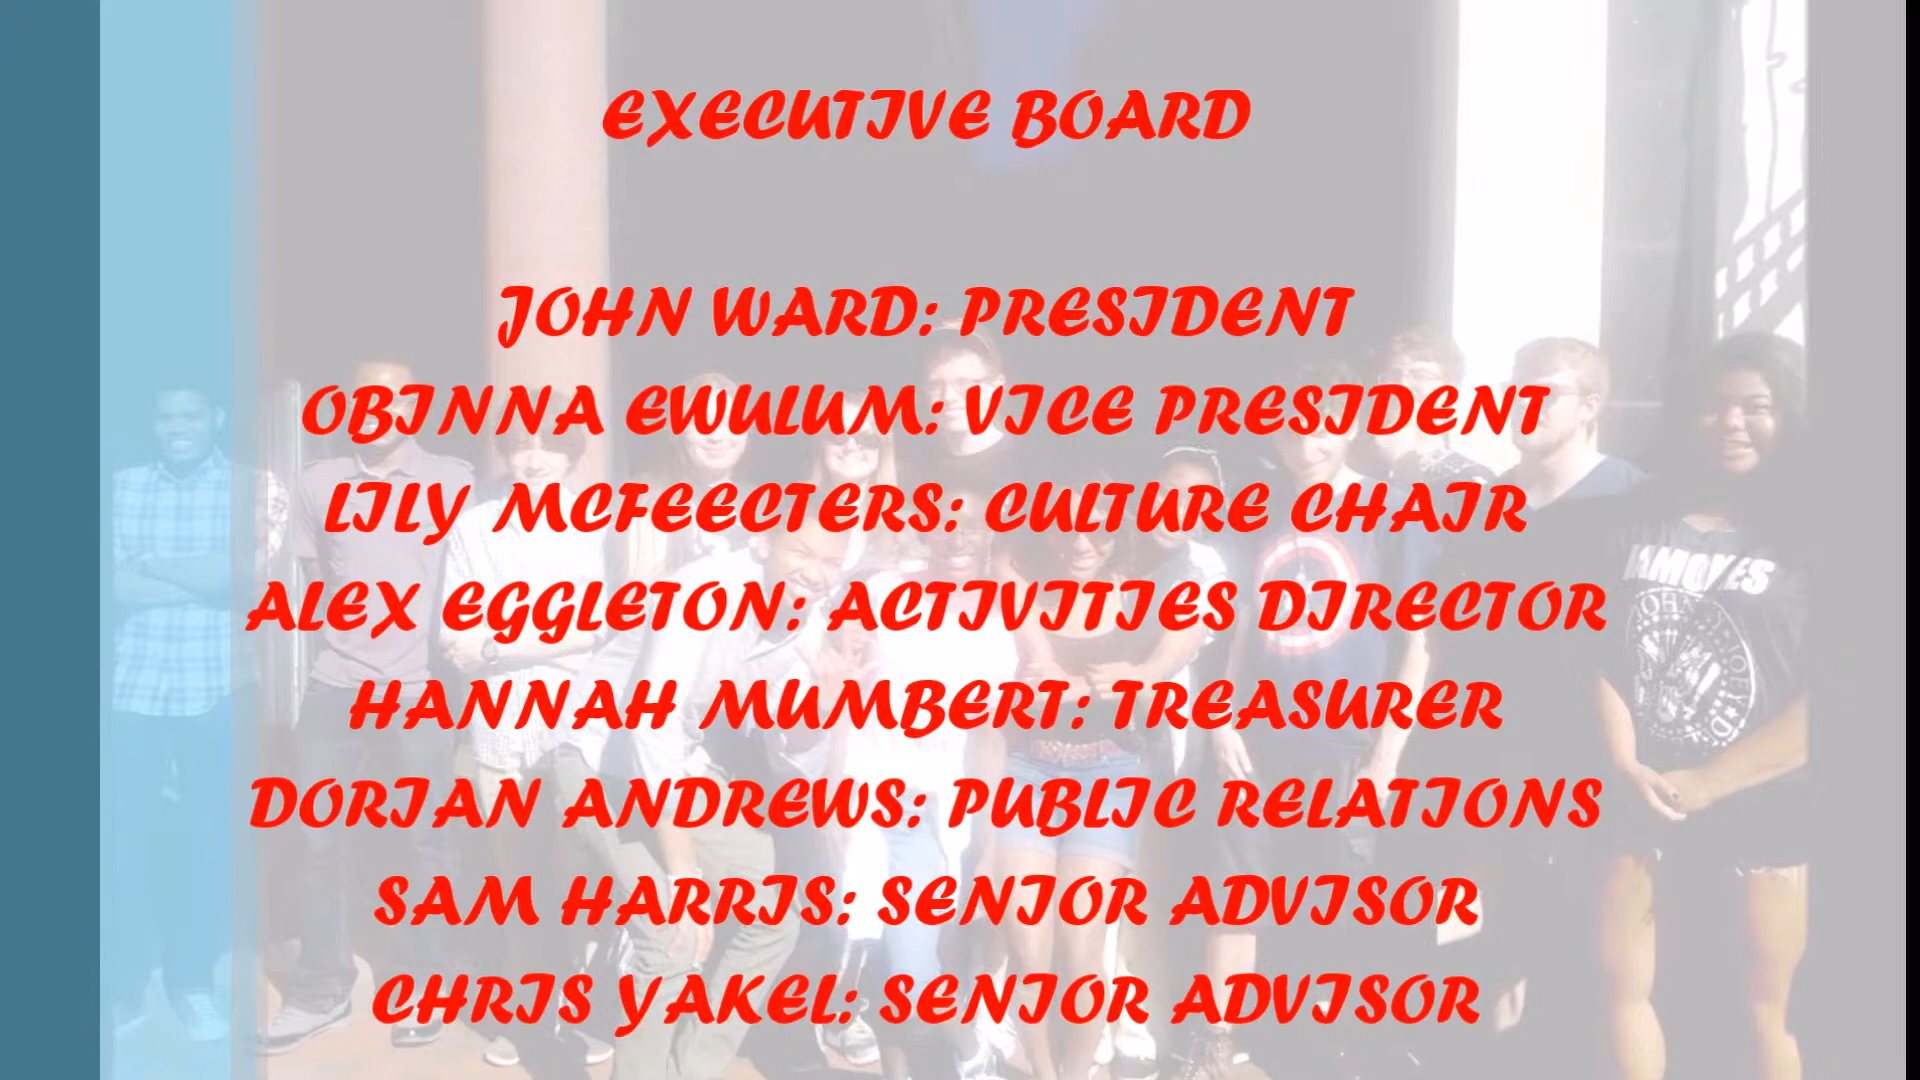 EXECUTIVE BOARD
JOHN WARD: PRESIDENT
OBINNA EWULUM: VICE PRESIDENT
LILY MCFEECTERS: CULTURE CHAIR
ALEX EGGLETON: ACTIVITIES DIRECTOR
HANNAH MUMBERT: TREASURER
DORIAN ANDREWS: PUBLIC RELATIONS
SAM HARRIS: SENIOR ADVISOR
CHRIS YAKEL: SENIOR ADVISOR